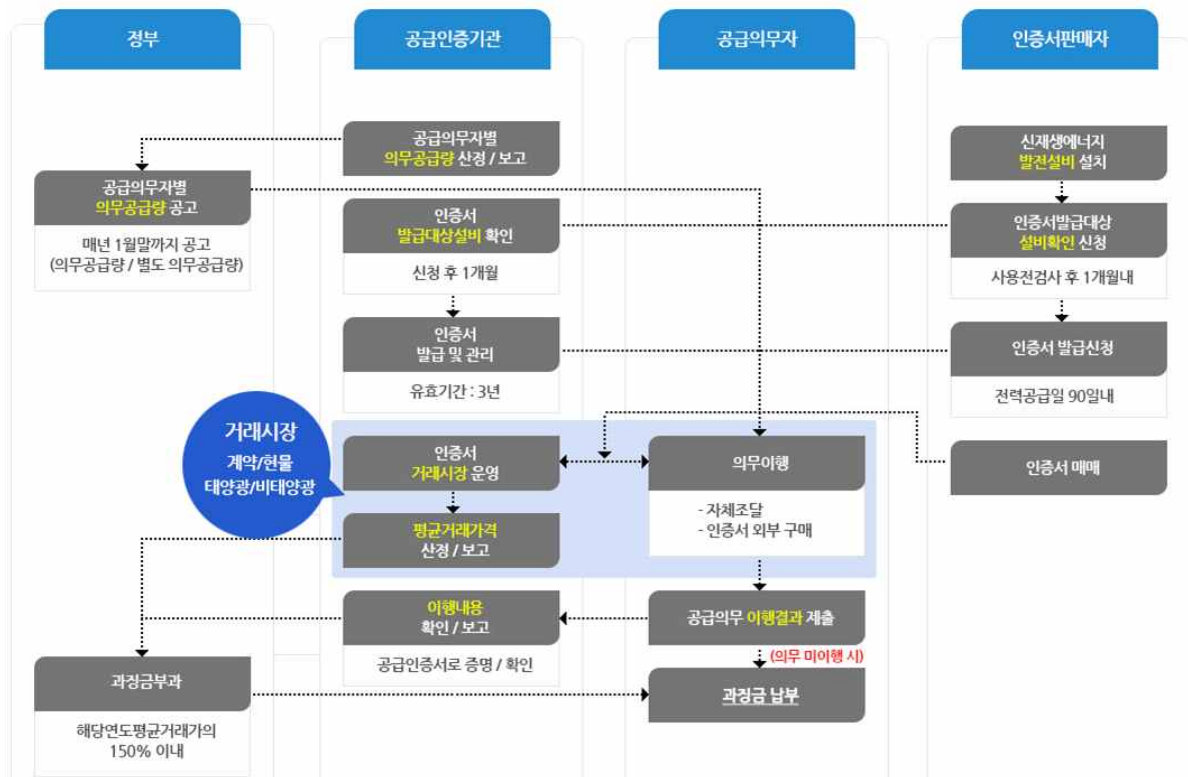 정부
공급인증기관
공급의무자
인증서판매자
공급의무자별
의무공급량 산정 / 보고
신재생에너지
발전설비 설치
공급의무자별
의무공급량 공고
매년 1월말까지 공고
(의무공급량 / 별도 의무공급량)
인증서
발급대상설비 확인
신청 후 1개월
인증서발급대상
설비확인 신청
사용전검사 후 1개월내
인증서
발급 및 관리
유효기간 : 3년
인증서 발급신청
전력공급일 90일내
거래시장
계약/현물
태양광/비태양광
인증서
거래시장 운영
의무이행
- 자체조달
- 인증서 외부 구매
인증서 매매
평균거래가격
산정 / 보고
이행내용
확인 / 보고
공급인증서로 증명 / 확인
공급의무 이행결과 제출
(의무 미이행 시)
과징금부과
해당연도평균거래가의
150% 이내
과징금 납부